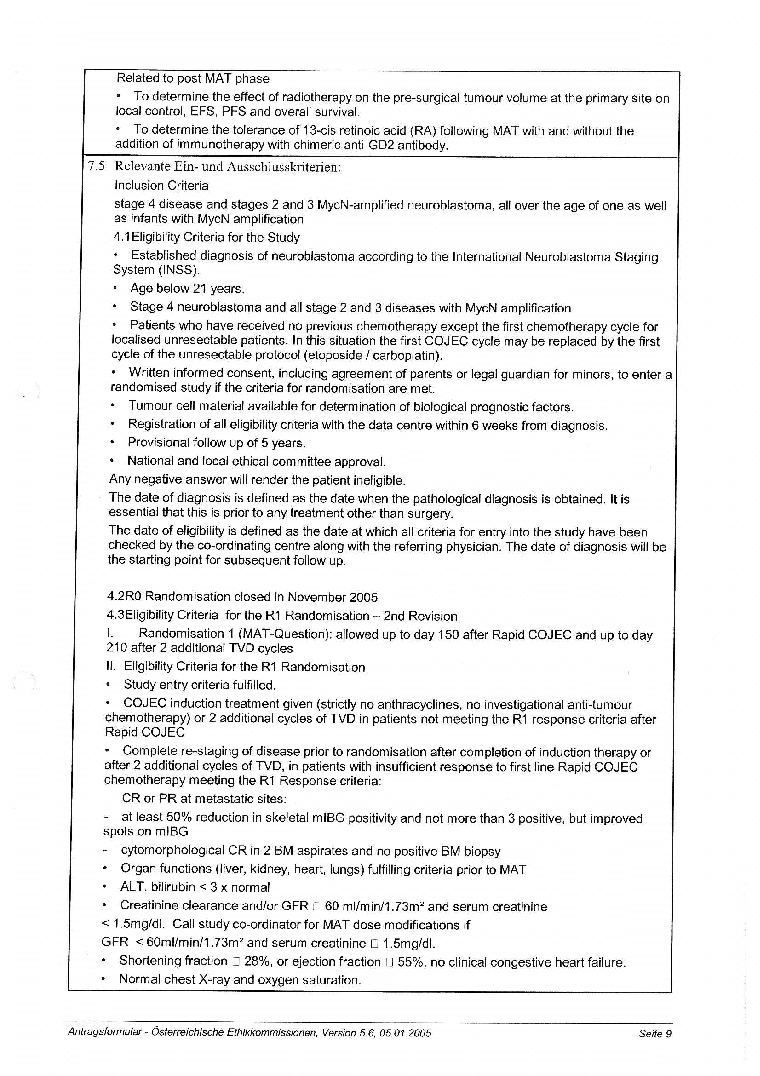 Related to post MAT phase
• To determine the effect of radiotherapy on the pre-surgical tumour volume at the primary site on
local control, EFS, PFS and overall survival.
• To determine the tolerance of 13-cis retinoic acid (RA) following MAT with and without the
addition of immunotherapy with chimeric anti GD2 antibody.
7.5 Relevante Ein- und Ausschlusskriterien:
Inclusion Criteria
stage 4 disease and stages 2 and 3 MycN-amplified neuroblastoma, all over the age of one as well
as infants with MycN amplification
4.1Eligibility Criteria for the Study
• Established diagnosis of neuroblastoma according to the International Neuroblastoma Staging
System (INSS).
• Age below 21 years.
• Stage 4 neuroblastoma and all stage 2 and 3 diseases with MycN amplification
• Patients who have received no previous chemotherapy except the first chemotherapy cycle for
localised unresectable patients. In this situation the first COJEC cycle may be replaced by the first
cycle of the unresectable protocol (etoposide / carboplatin).
• Written informed consent, including agreement of parents or legal guardian for minors, to enter a
randomised study if the criteria for randomisation are met.
• Tumour cell material available for determination of biological prognostic factors.
• Registration of all eligibility criteria with the data centre within 6 weeks from diagnosis.
• Provisional follow up of 5 years.
• National and local ethical committee approval.
Any negative answer will render the patient ineligible.
The date of diagnosis is defined as the date when the pathological diagnosis is obtained. It is
essential that this is prior to any treatment other than surgery.
The date of eligibility is defined as the date at which all criteria for entry into the study have been
checked by the co-ordinating centre along with the referring physician. The date of diagnosis will be
the starting point for subsequent follow up.
4.2R0 Randomisation closed in November 2005
4.3Eligibility Criteria for the R1 Randomisation – 2nd Revision
I. Randomisation 1 (MAT-Question): allowed up to day 150 after Rapid COJEC and up to day
210 after 2 additional TVD cycles
II. Eligibility Criteria for the R1 Randomisation
• Study entry criteria fulfilled.
• COJEC induction treatment given (strictly no anthracyclines, no investigational anti-tumour
chemotherapy) or 2 additional cycles of TVD in patients not meeting the R1 response criteria after
Rapid COJEC
• Complete re-staging of disease prior to randomisation after completion of induction therapy or
after 2 additional cycles of TVD, in patients with insufficient response to first line Rapid COJEC
chemotherapy meeting the R1 Response criteria:
CR or PR at metastatic sites:
- at least 50% reduction in skeletal mIBG positivity and not more than 3 positive, but improved
spots on mIBG
- cytomorphological CR in 2 BM aspirates and no positive BM biopsy
• Organ functions (liver, kidney, heart, lungs) fulfilling criteria prior to MAT
• ALT, bilirubin < 3 x normal
• Creatinine clearance and/or GFR □ 60 ml/min/1.73m² and serum creatinine
< 1.5mg/dl. Call study co-ordinator for MAT dose modifications if
GFR < 60ml/min/1.73m² and serum creatinine □ 1.5mg/dl.
• Shortening fraction □ 28%, or ejection fraction □ 55%, no clinical congestive heart failure.
• Normal chest X-ray and oxygen saturation.
Antragsformular - Österreichische Ethikkommissionen, Version 5.6, 05.01.2005 Seite 9